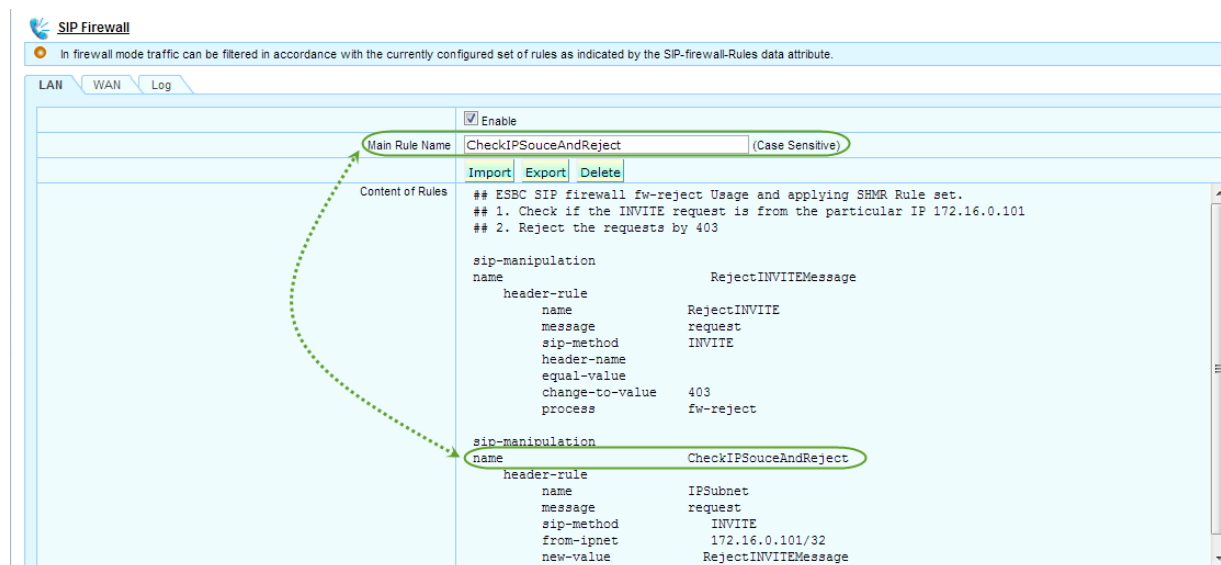 SIP Firewall
In firewall mode traffic can be filtered in accordance with the currently configured set of rules as indicated by the SIP-firewall-Rules data attribute.
LAN WAN Log
Enable
Main Rule Name CheckIPSouceAndReject (Case Sensitive)
Import Export Delete
Content of Rules ## ESBC SIP firewall fw-reject Usage and applying SHMR Rule set.
## 1. Check if the INVITE request is from the particular IP 172.16.0.101
## 2. Reject the requests by 403
sip-manipulation
name RejectINVITEMessage
header-rule
name RejectINVITE
message request
sip-method INVITE
header-name
equal-value
change-to-value 403
process fw-reject
sip-manipulation
name CheckIPSouceAndReject
header-rule
name IPSubnet
message request
sip-method INVITE
from-ipnet 172.16.0.101/32
new-value RejectINVITEMessage